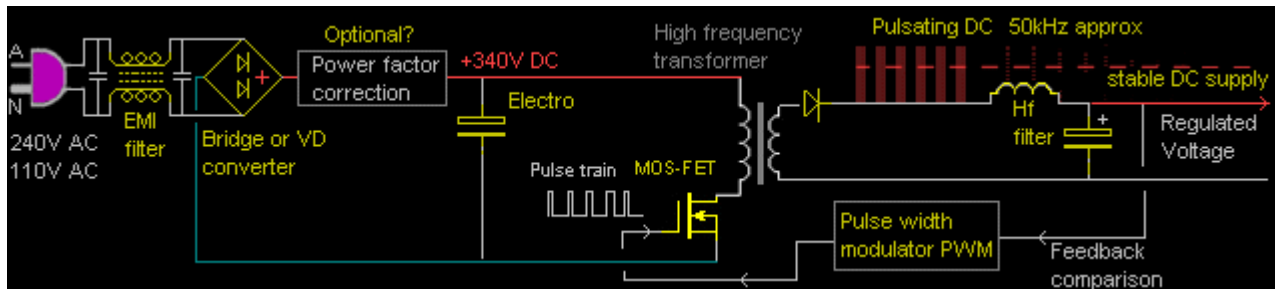 A
N
240V AC
110V AC
EMI
filter
Bridge or VD
converter
Optional?
Power factor
correction
+
+340V DC
Electro
High frequency
transformer
Pulse train
MOS-FET
Pulsating DC 50kHz approx
Hf
filter
+
stable DC supply
Regulated
Voltage
Pulse width
modulator PWM
Feedback
comparison